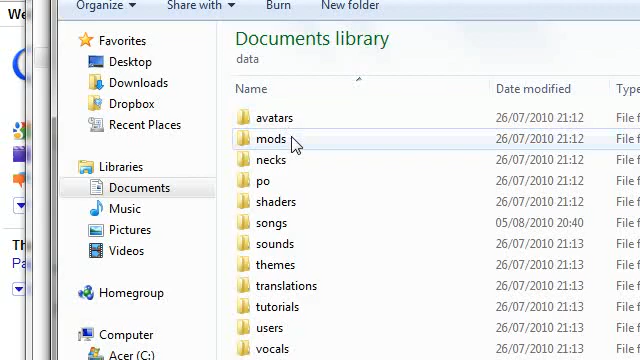 We
Organize
Share with
Burn
New folder
Favorites
Desktop
Downloads
Dropbox
Recent Places
Libraries
Documents
Music
Pictures
Videos
Homegroup
Computer
Acer (C:)
Th
Pa
Documents library
data
Name Date modified Type
avatars 26/07/2010 21:12 File f
mods 26/07/2010 21:12 File f
necks 26/07/2010 21:12 File f
po 26/07/2010 21:12 File f
shaders 26/07/2010 21:12 File f
songs 05/08/2010 20:40 File f
sounds 26/07/2010 21:13 File f
themes 26/07/2010 21:13 File f
translations 26/07/2010 21:13 File f
tutorials 26/07/2010 21:13 File f
users 26/07/2010 21:13 File f
vocals 26/07/2010 21:13 File f